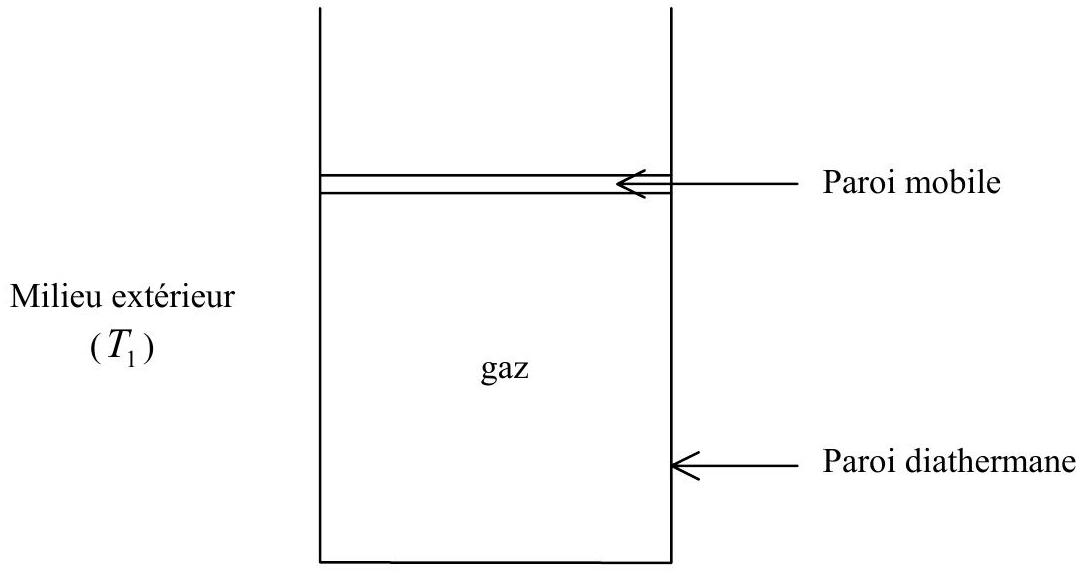 Paroi mobile
Milieu extérieur
(T₁)
gaz
Paroi diathermane